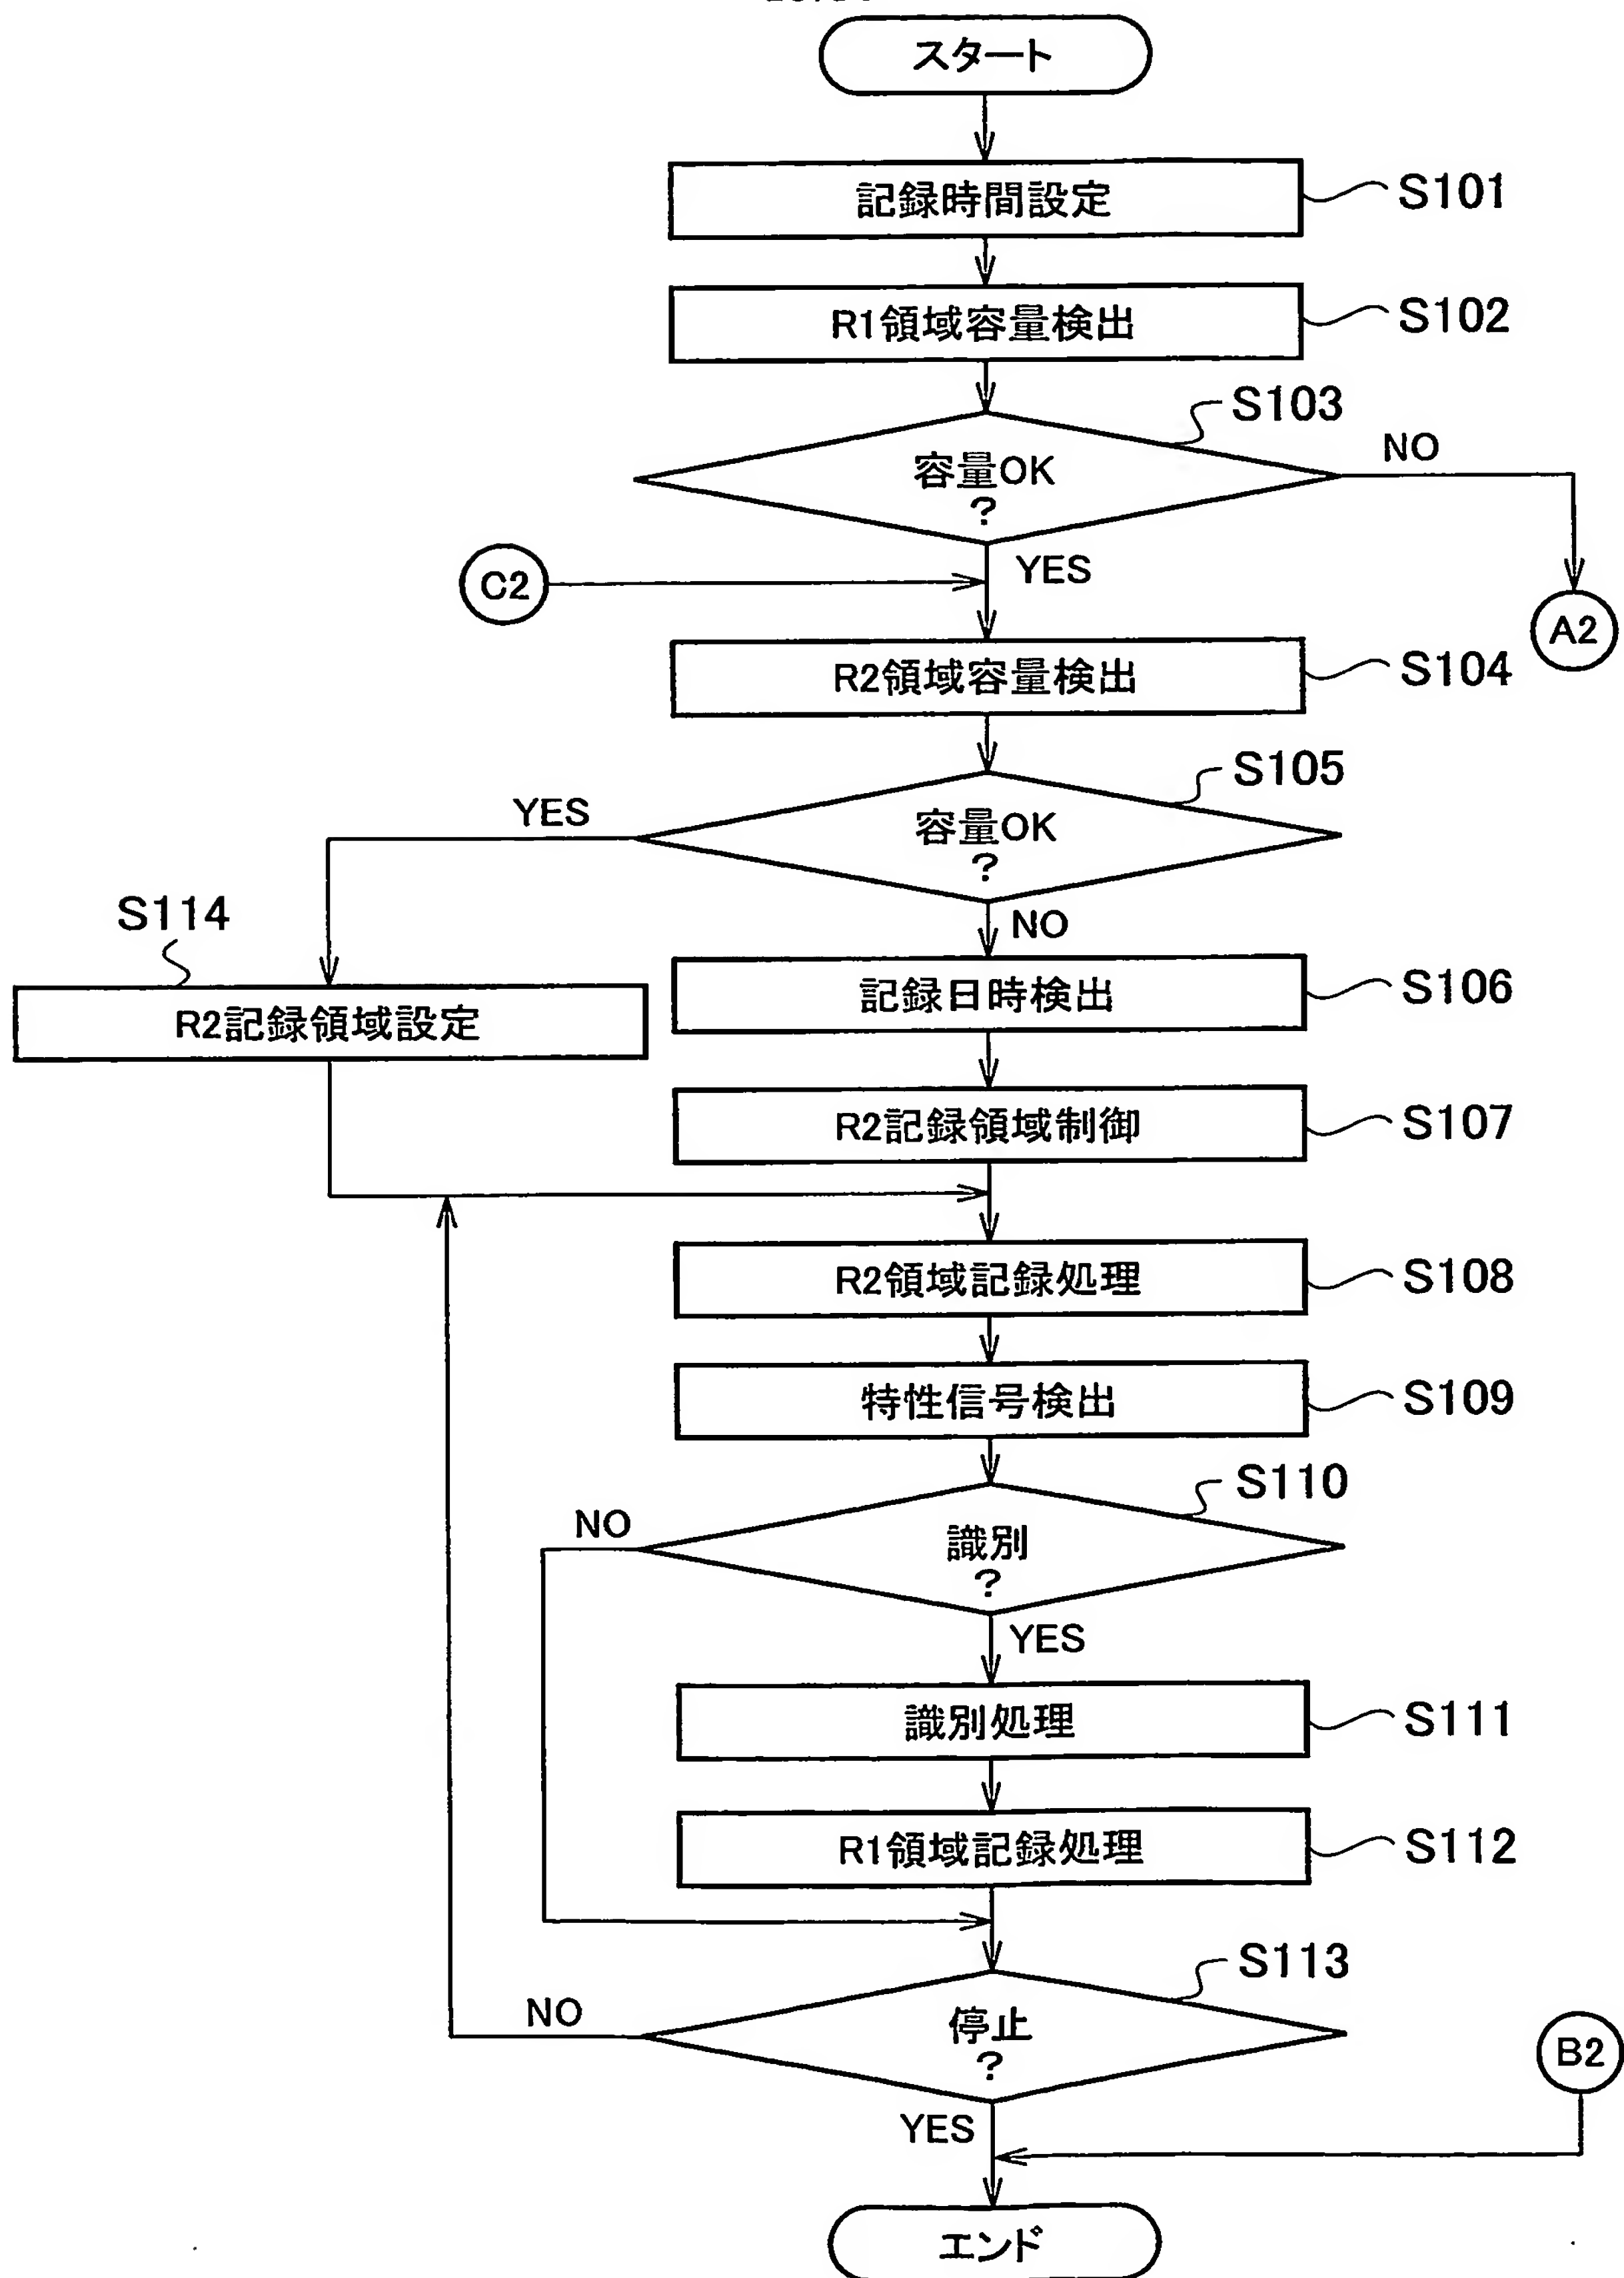 スタート
記録時間設定
S101
R1領域容量検出
S102
S103
容量OK
?
NO
YES
C2
A2
R2領域容量検出
S104
S105
YES
容量OK
?
NO
S114
R2記録領域設定
記録日時検出
S106
R2記録領域制御
S107
R2領域記録処理
S108
特性信号検出
S109
S110
NO
識別
?
YES
識別処理
S111
R1領域記録処理
S112
S113
NO
停止
?
B2
YES
エンド